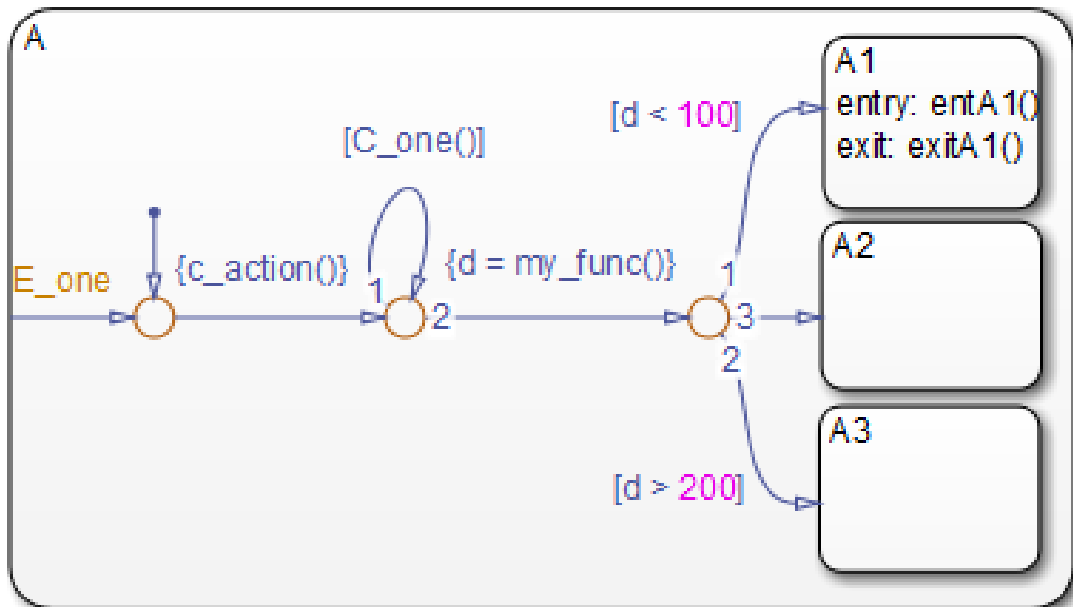 A
A1
entry: entA1()
exit: exitA1()
[d < 100]
[C_one()]
E_one
{c_action()}
1
{d = my_func()}
2
1
3
2
A2
A3
[d > 200]